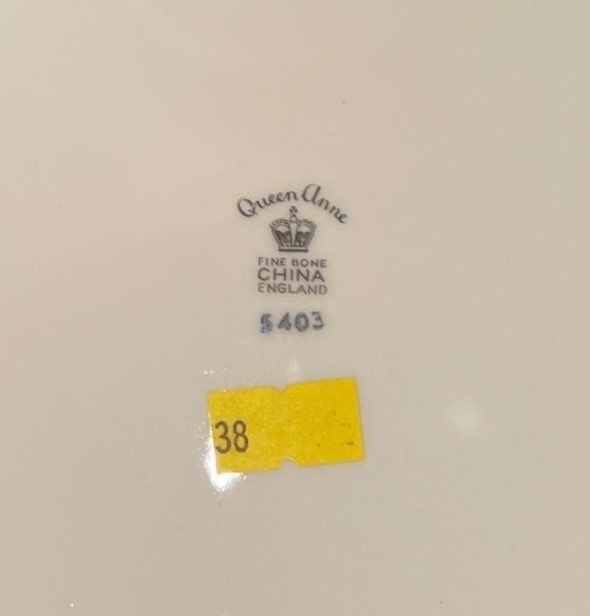 Queen Anne
FINE BONE
CHINA
ENGLAND
5403
38